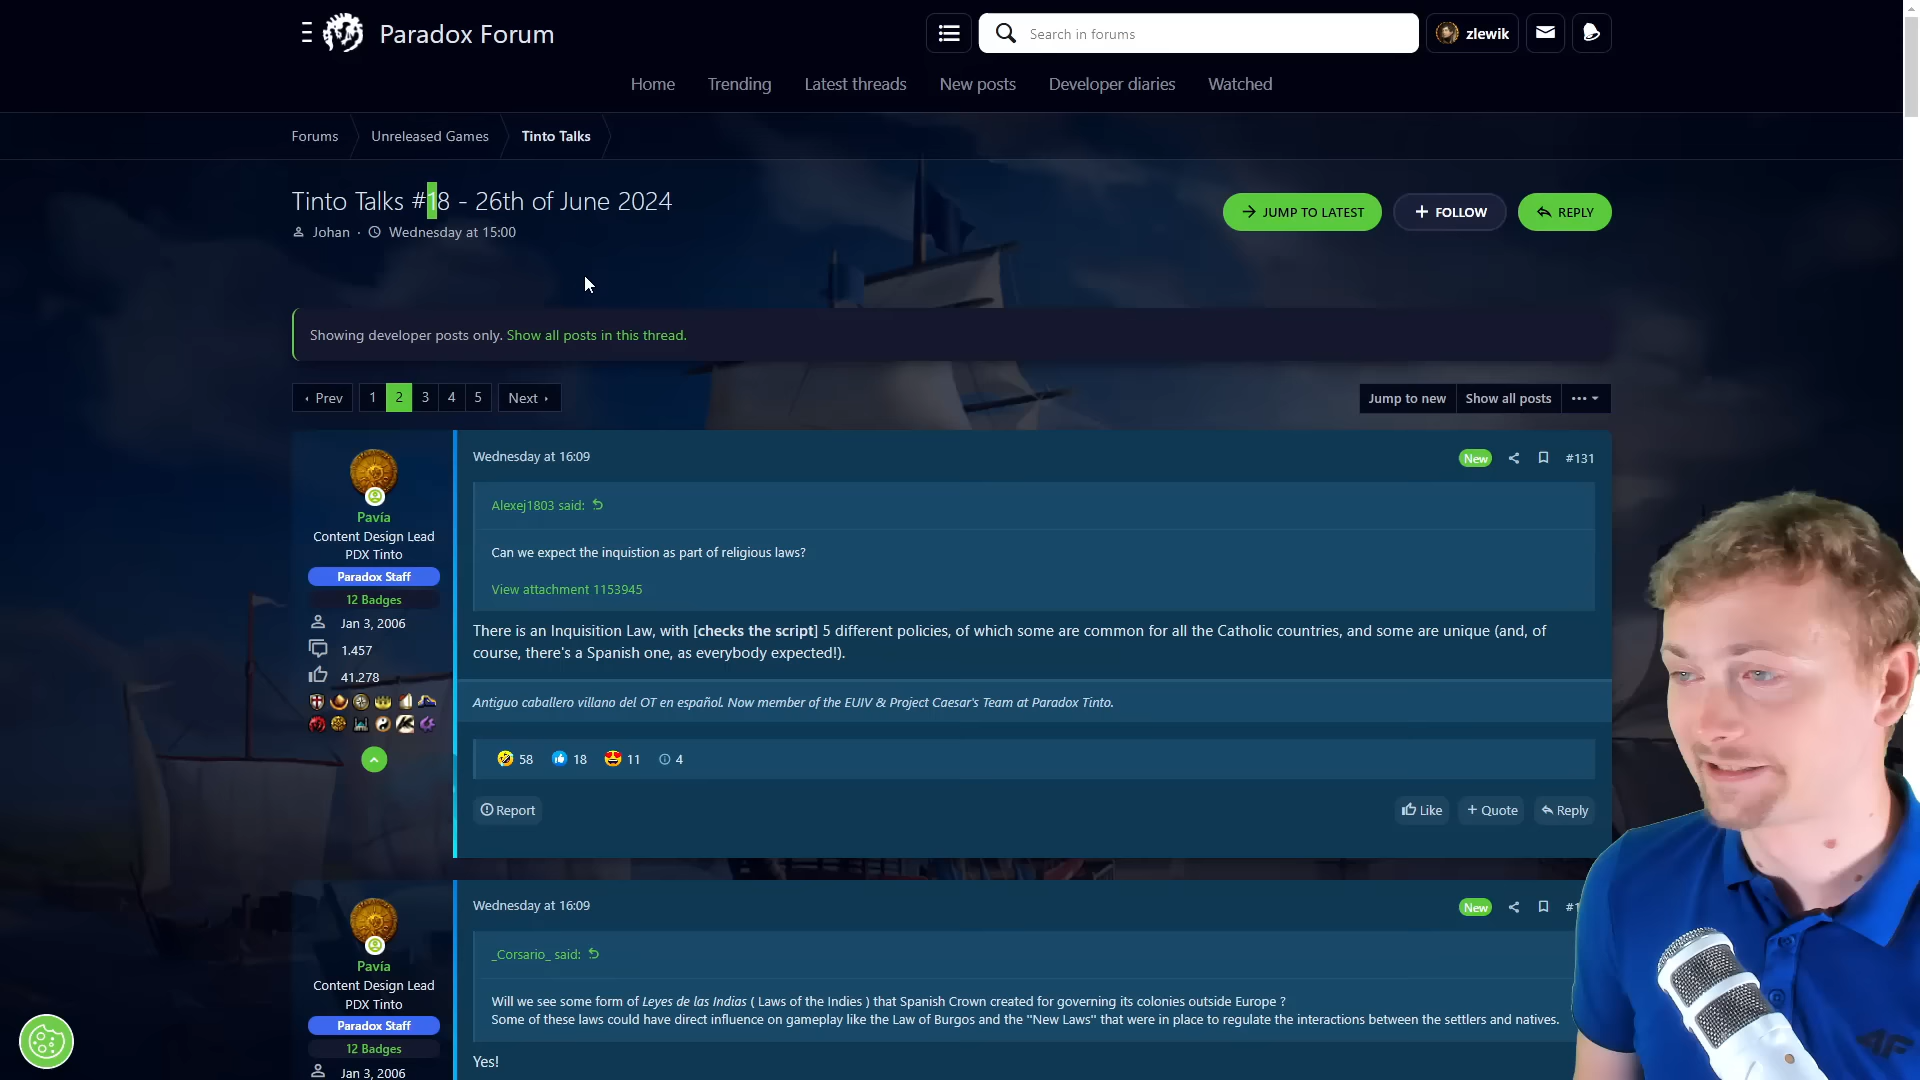 Paradox Forum
Search in forums
zlewik
Home
Trending
Latest threads
New posts
Developer diaries
Watched
Forums
Unreleased Games
Tinto Talks
Tinto Talks #18 - 26th of June 2024
Johan · Wednesday at 15:00
JUMP TO LATEST
FOLLOW
REPLY
Showing developer posts only. Show all posts in this thread.
Prev
1
2
3
4
5
Next
Jump to new
Show all posts
Pavía
Content Design Lead
PDX Tinto
Paradox Staff
12 Badges
Jan 3, 2006
1.457
41.278
Wednesday at 16:09
New
#131
Alexej1803 said:
Can we expect the inquistion as part of religious laws?
View attachment 1153945
There is an Inquisition Law, with [checks the script] 5 different policies, of which some are common for all the Catholic countries, and some are unique (and, of
course, there's a Spanish one, as everybody expected!).
Antiguo caballero villano del OT en español. Now member of the EUIV & Project Caesar's Team at Paradox Tinto.
58
18
11
4
Report
Like
Quote
Reply
Pavía
Content Design Lead
PDX Tinto
Paradox Staff
12 Badges
Jan 3, 2006
Wednesday at 16:09
New
_Corsario_ said:
Will we see some form of Leyes de las Indias ( Laws of the Indies ) that Spanish Crown created for governing its colonies outside Europe ?
Some of these laws could have direct influence on gameplay like the Law of Burgos and the "New Laws" that were in place to regulate the interactions between the settlers and natives.
Yes!
4F